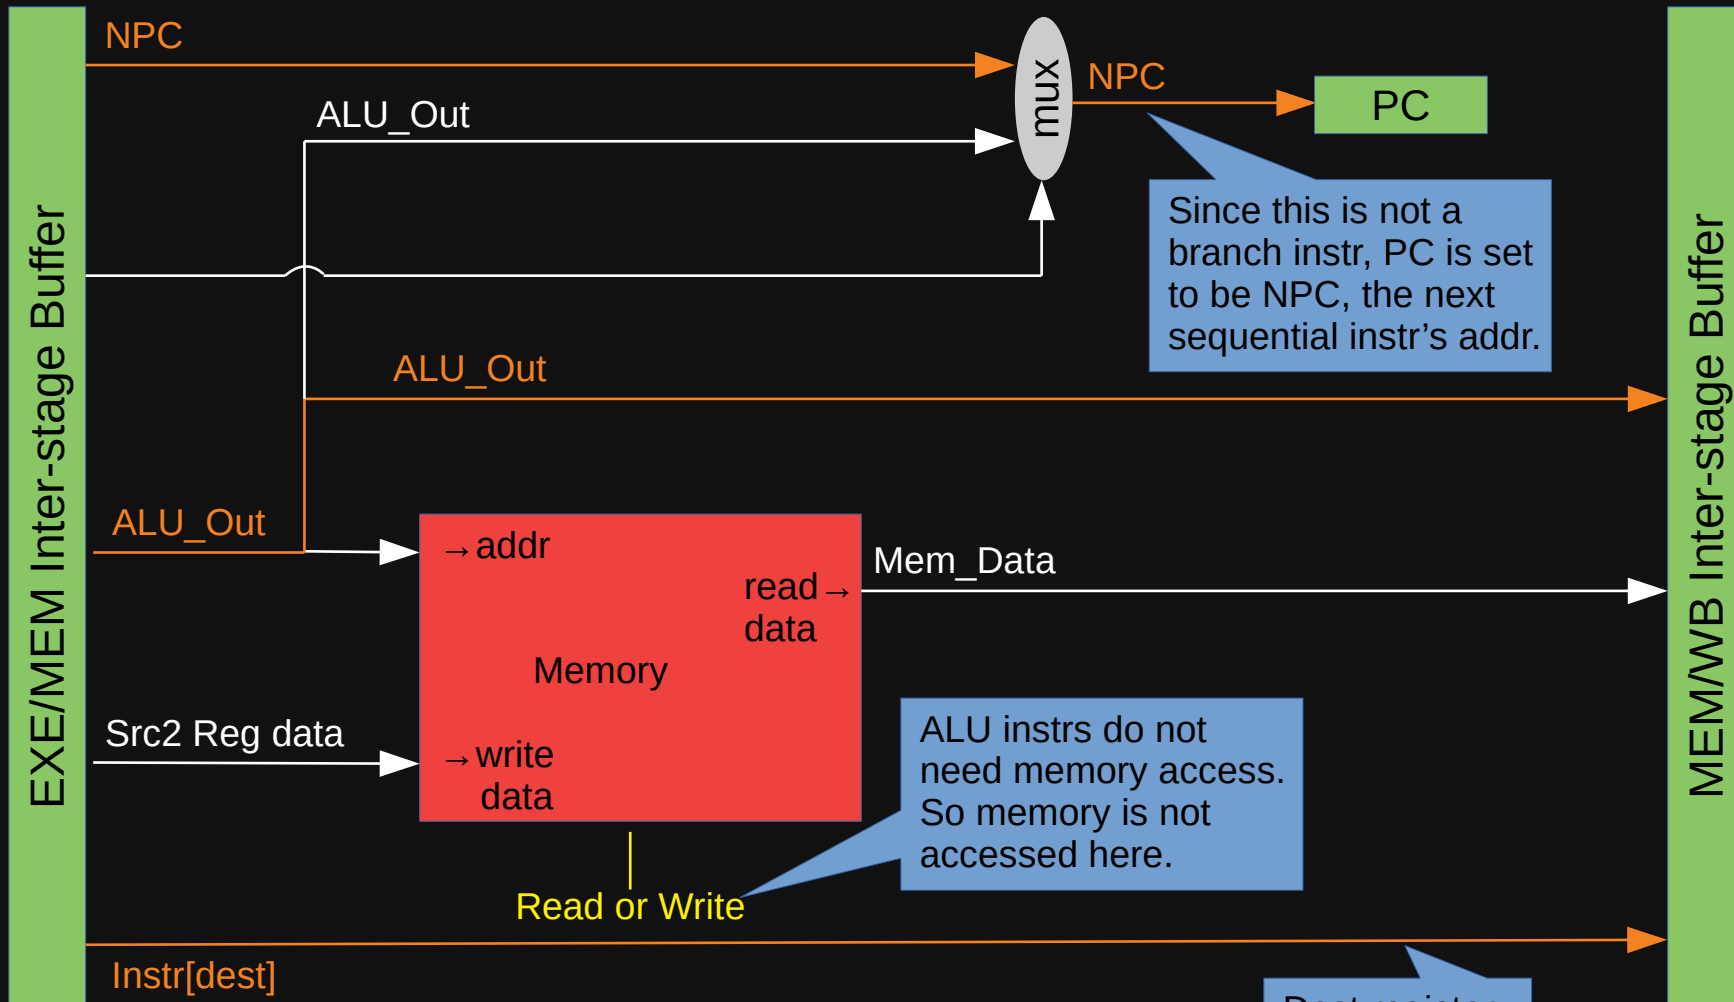 NPC
ALU_Out
mux
NPC
PC
Since this is not a
branch instr, PC is set
to be NPC, the next
sequential instr’s addr.
EXE/MEM Inter-stage Buffer
MEM/WB Inter-stage Buffer
ALU_Out
ALU_Out
→addr
read→
data
Mem_Data
Memory
Src2 Reg data
→write
data
ALU instrs do not
need memory access.
So memory is not
accessed here.
Read or Write
Instr[dest]
Dest register